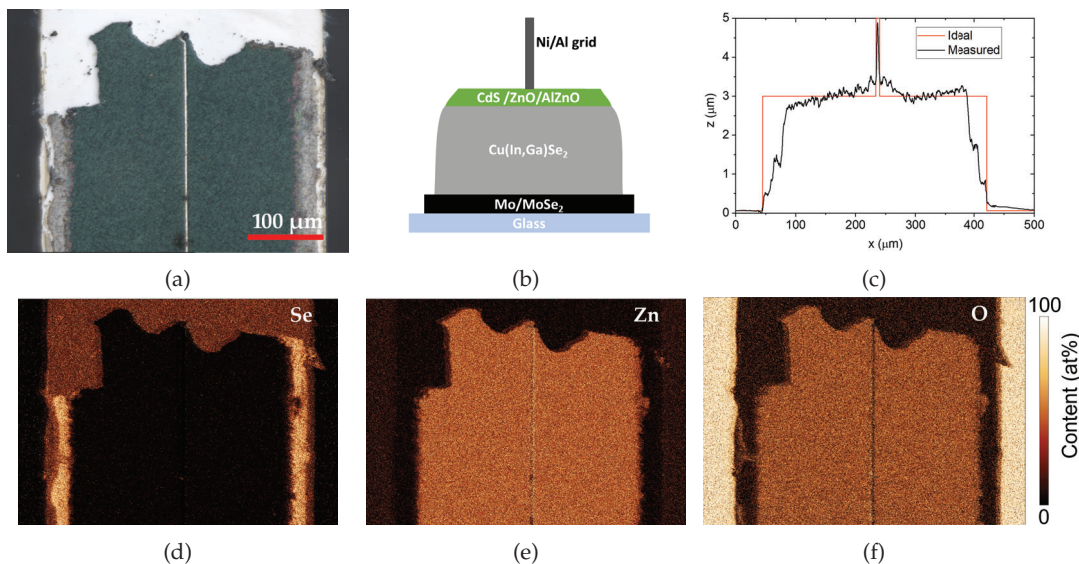 100 μm
(a)
Ni/Al grid
CdS /ZnO/AlZnO
Cu(In,Ga)Se₂
Mo/MoSe₂
Glass
(b)
5
4
3
2
1
0
z (μm)
Ideal
Measured
0 100 200 300 400 500
x (μm)
(c)
Se
(d)
Zn
(e)
O
(f)
100
Content (at%)
0